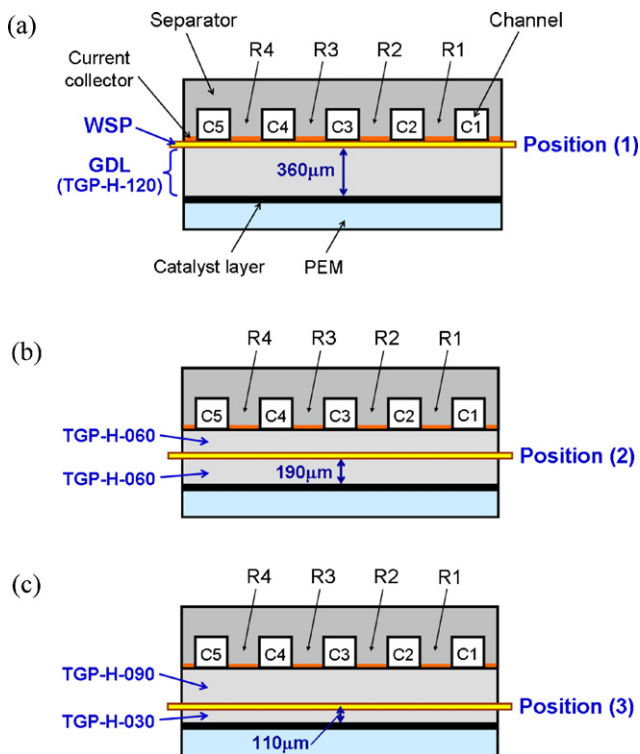 (a)
Separator
R4
R3
R2
R1
Channel
Current
collector
WSP
C5
C4
C3
C2
C1
Position (1)
GDL
(TGP-H-120)
360μm
Catalyst layer
PEM
(b)
R4
R3
R2
R1
C5
C4
C3
C2
C1
TGP-H-060
Position (2)
TGP-H-060
190μm
(c)
R4
R3
R2
R1
C5
C4
C3
C2
C1
TGP-H-090
Position (3)
TGP-H-030
110μm